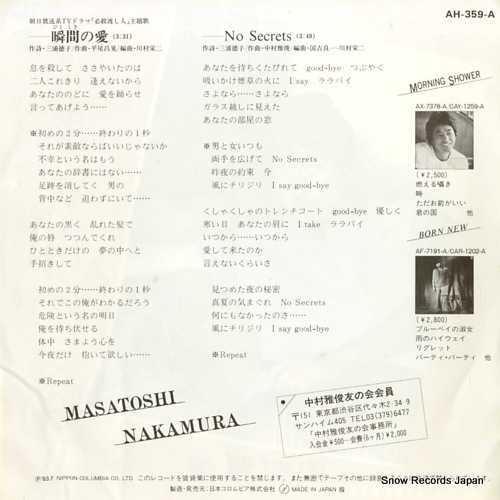 AH-359-A
朝日放送系TVドラマ「必殺渡し人」主題歌
ひととき
瞬間の愛 (3:31)
作詩・三浦徳子/作曲・平尾昌晃/編曲・川村栄二
息を殺して ささやいたのは
二人これきり 逢えないから
あなたののどに 愛を踊らせ
言ってあげよう……
※初めの2分……終わりの1秒
それが素敵ならばいいじゃないか
不幸という名はもう
あなたの辞書にはない……
足跡を消してく 男の
背中など 追わずにいて……
あなたの黒く 乱れた髪で
俺の唇 つつんでくれ
ひとときだけの 夢の中へと
手招きして
初めの2分……終わりの1秒
それでこの俺がわかるだろう
危険という名の明日
俺を待ち伏せる
体中 さまよう心を
今夜だけ 抱いて欲しい……
※Repeat
No Secrets (3:49)
作詩・三浦徳子/作曲・中村雅俊/編曲・国吉良一・川村栄二
あなたを待ちくたびれて good-bye つぶやく
吸いかけ煙草の火に I say ララバイ
さよなら……さよなら
ガラス越しに見えた
あなたの部屋の窓
※男と女いつも
両手を広げて No Secrets
昨夜の約束 今
風にチリヂリ I say good-bye
くしゃくしゃのトレンチコート good-bye 優しく
寒い日 あなたの肩に I take ララバイ
いつから……いつから
愛して来たのか
言えないくらいさ
見つめた夜の秘密
真夏の気まぐれ No Secrets
何にもなかったのさ……
風にチリヂリ I say good-bye
※Repeat
MORNING SHOWER
AX-7378-A/CAY-1259-A
(¥2,500)
燃える囁き
時
ただお前がいい
君の国 他
BORN NEW
AF-7191-A/CAR-1202-A
(¥2,800)
ブルーベイの淑女
雨のハイウェイ
リグレット
パーティ・パーティ 他
MASATOSHI
NAKAMURA
中村雅俊友の会会員
〒151 東京都渋谷区代々木2-34-9
サンハイム405 TEL03(379)6477
「中村雅俊友の会事務所」
入会金¥500-会費(6ヶ月)¥2,000
Ⓟ'83.7 NIPPON COLUMBIA CO., LTD. このレコードを賃貸業に使用することを禁じます。また無断でテープその他に録音
製造・発売元:日本コロムビア株式会社 MADE IN JAPAN
Snow Records Japan